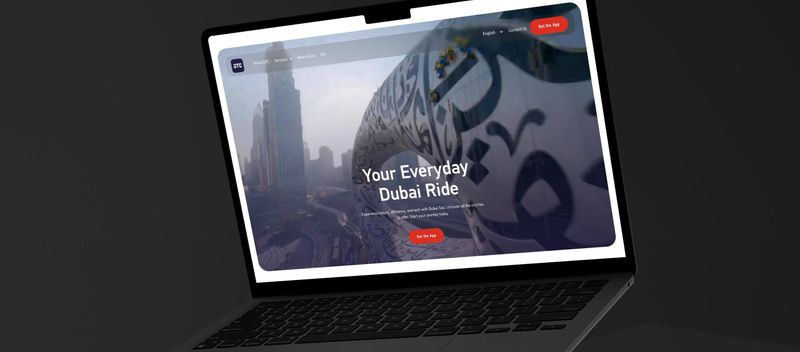 DTC
About DTC
Services
Media Zone
English
Contact Us
Get the App
Your Everyday
Dubai Ride
Experience luxury, efficiency, and tech with Dubai Taxi. Uncover all the city has
to offer. Start your journey today.
Get the App